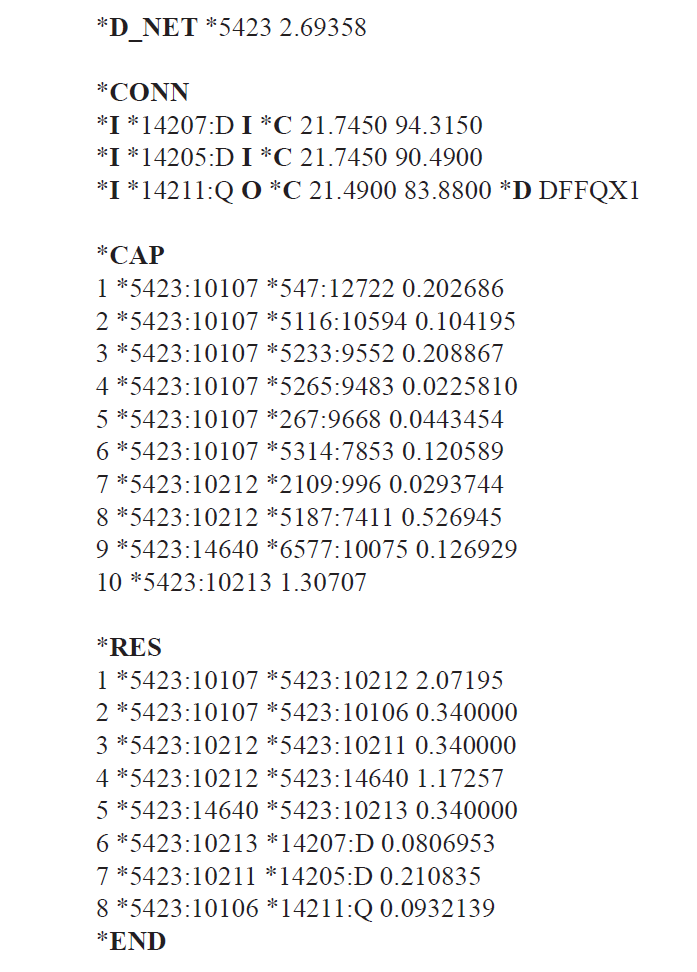 *D_NET *5423 2.69358
*CONN
*I *14207:D I *C 21.7450 94.3150
*I *14205:D I *C 21.7450 90.4900
*I *14211:Q O *C 21.4900 83.8800 *D DFFQX1
*CAP
1 *5423:10107 *547:12722 0.202686
2 *5423:10107 *5116:10594 0.104195
3 *5423:10107 *5233:9552 0.208867
4 *5423:10107 *5265:9483 0.0225810
5 *5423:10107 *267:9668 0.0443454
6 *5423:10107 *5314:7853 0.120589
7 *5423:10212 *2109:996 0.0293744
8 *5423:10212 *5187:7411 0.526945
9 *5423:14640 *6577:10075 0.126929
10 *5423:10213 1.30707
*RES
1 *5423:10107 *5423:10212 2.07195
2 *5423:10107 *5423:10106 0.340000
3 *5423:10212 *5423:10211 0.340000
4 *5423:10212 *5423:14640 1.17257
5 *5423:14640 *5423:10213 0.340000
6 *5423:10213 *14207:D 0.0806953
7 *5423:10211 *14205:D 0.210835
8 *5423:10106 *14211:Q 0.0932139
*END